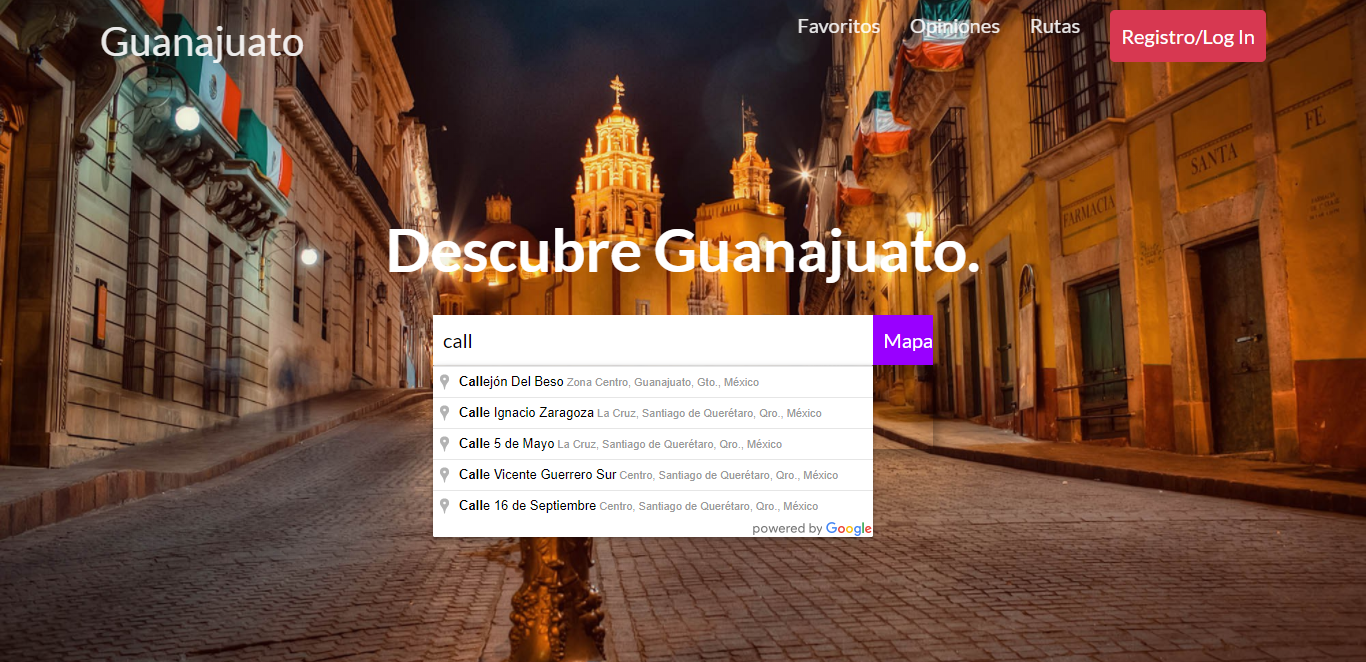 Guanajuato
Favoritos Opiniones Rutas Registro/Log In
SANTA FE
FARMACIA
Descubre Guanajuato.
call Mapa
Callejón Del Beso Zona Centro, Guanajuato, Gto., México
Calle Ignacio Zaragoza La Cruz, Santiago de Querétaro, Qro., México
Calle 5 de Mayo La Cruz, Santiago de Querétaro, Qro., México
Calle Vicente Guerrero Sur Centro, Santiago de Querétaro, Qro., México
Calle 16 de Septiembre Centro, Santiago de Querétaro, Qro., México
powered by Google